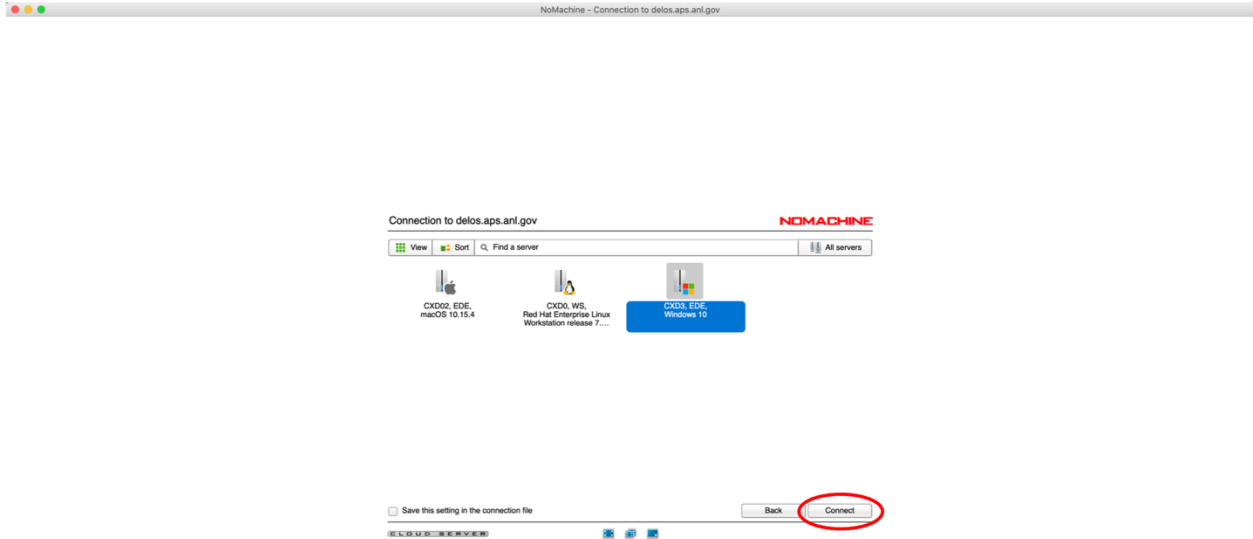 NoMachine - Connection to delos.aps.anl.gov
Connection to delos.aps.anl.gov
NOMACHINE
View Sort Find a server All servers
CXD02, EDE,
macOS 10.15.4
CXD0, WS,
Red Hat Enterprise Linux
Workstation release 7....
CXD3, EDE,
Windows 10
Save this setting in the connection file
Back Connect
CLOUD SERVER